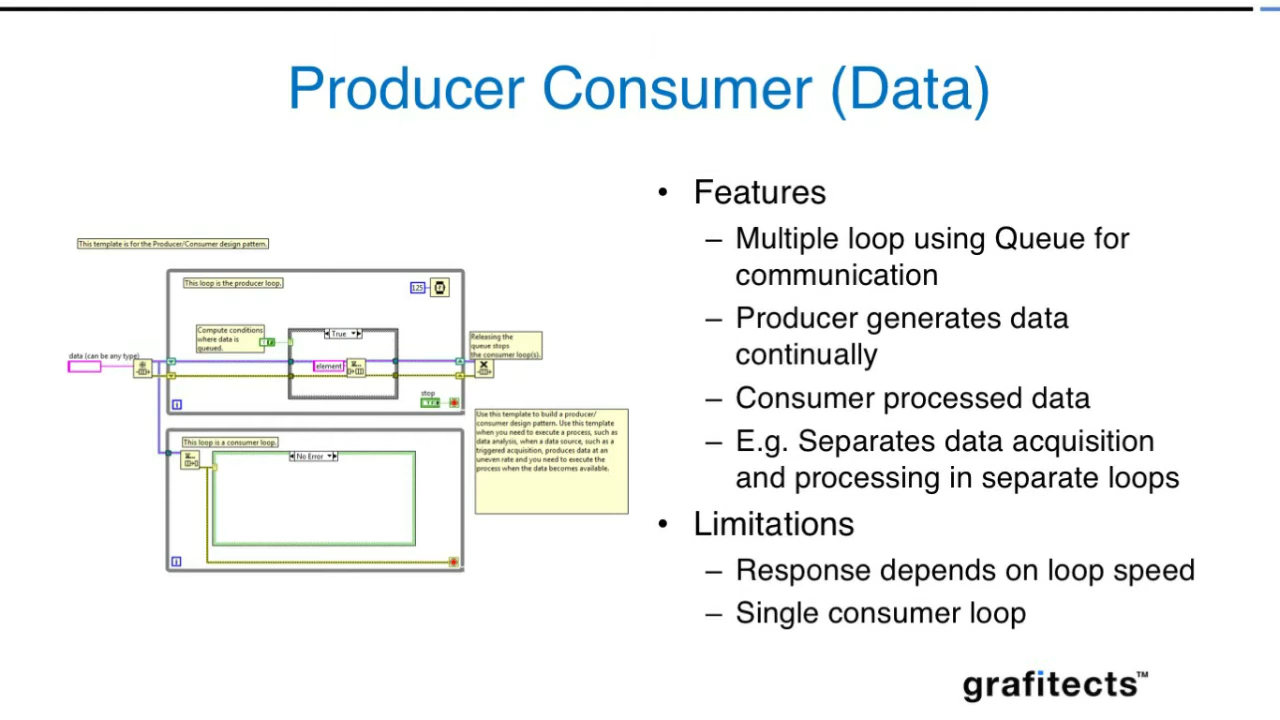 Producer Consumer (Data)
This template is for the Producer/Consumer design pattern.
This loop is the producer loop.
125
Compute conditions
where data is
queued.
True
Releasing the
queue stops
the consumer loop(s).
data (can be any type)
element
stop
i
This loop is a consumer loop.
No Error
i
Use this template to build a producer/
consumer design pattern. Use this template
when you need to execute a process, such as
data analysis, when a data source, such as a
triggered acquisition, produces data at an
uneven rate and you need to execute the
process when the data becomes available.
• Features
– Multiple loop using Queue for
communication
– Producer generates data
continually
– Consumer processed data
– E.g. Separates data acquisition
and processing in separate loops
• Limitations
– Response depends on loop speed
– Single consumer loop
grafitects™